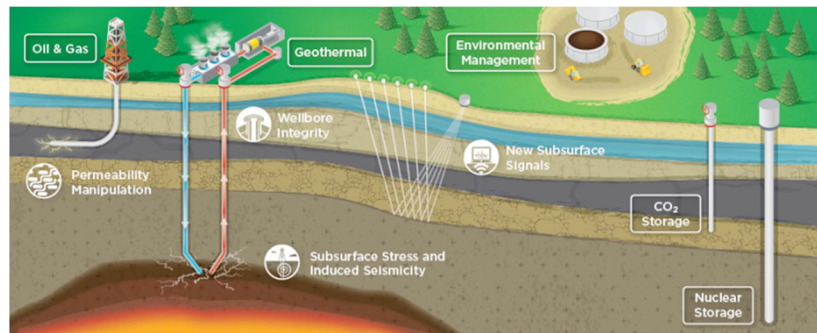 Oil & Gas
Geothermal
Environmental
Management
Wellbore
Integrity
New Subsurface
Signals
Permeability
Manipulation
CO₂
Storage
Subsurface Stress and
Induced Seismicity
Nuclear
Storage